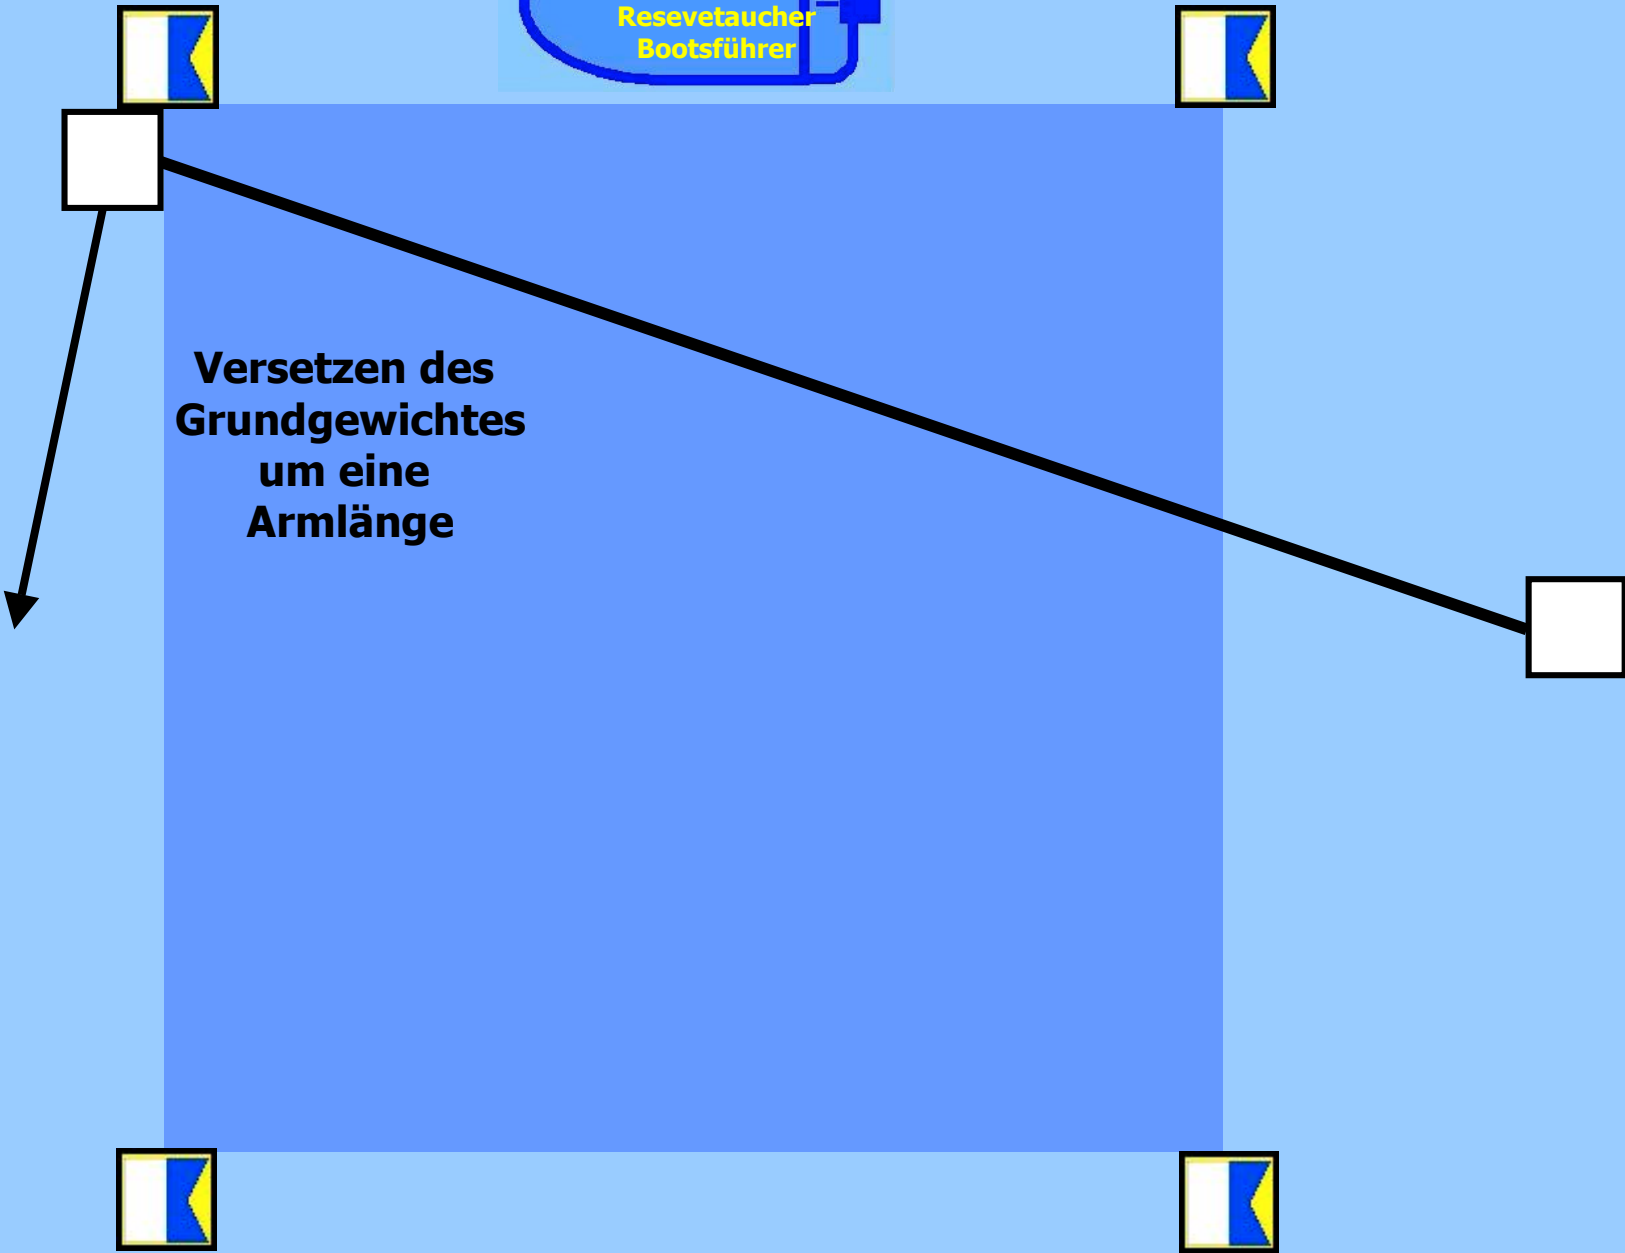 Resevetaucher
Bootsführer
Versetzen des
Grundgewichtes
um eine
Armlänge